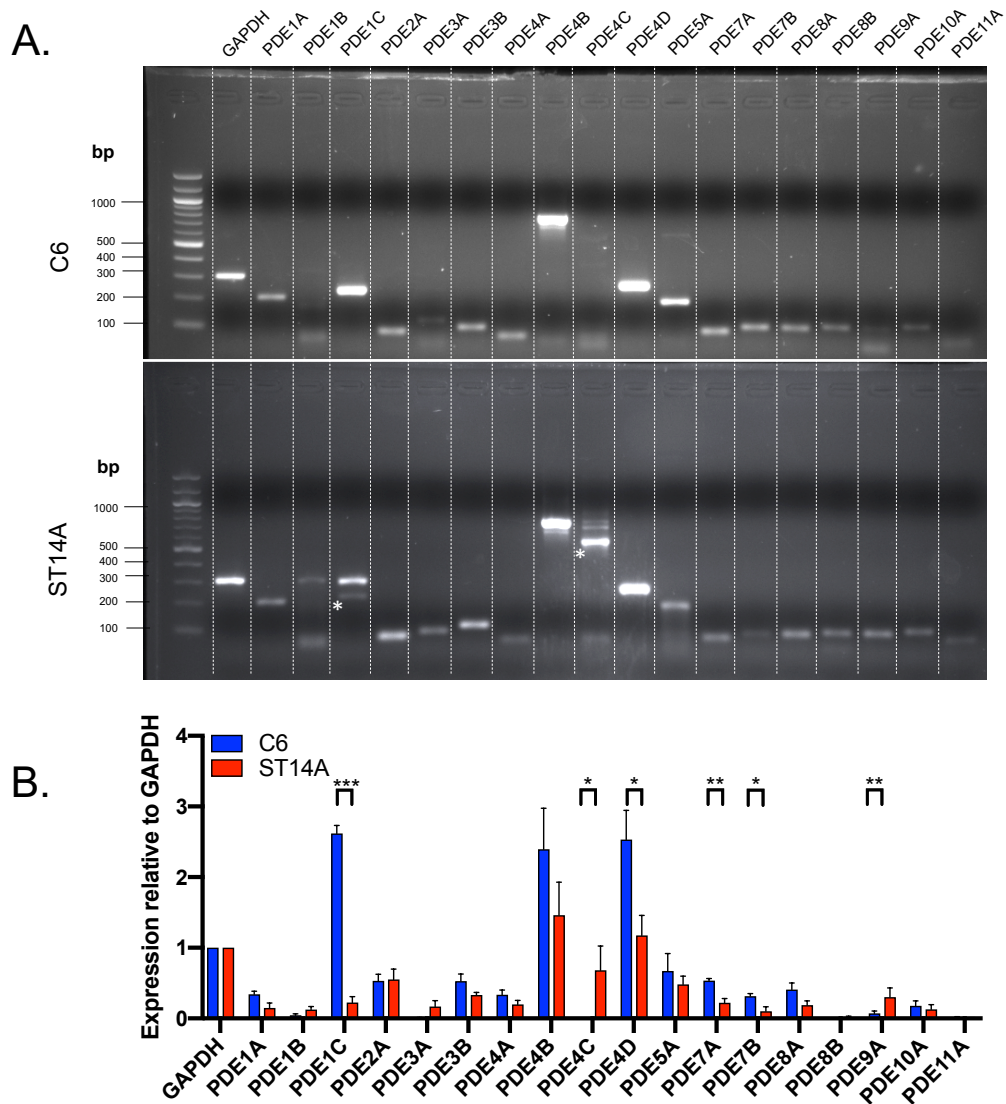 A.
GAPDH PDE1A PDE1B PDE1C PDE2A PDE3A PDE3B PDE4A PDE4B PDE4C PDE4D PDE5A PDE7A PDE7B PDE8A PDE8B PDE9A PDE10A PDE11A
bp
1000
500
400
300
200
100
C6
bp
1000
500
400
300
200
100
ST14A
*
*
B.
Expression relative to GAPDH
4
3
2
1
0
C6
ST14A
*** * * ** * **
GAPDH PDE1A PDE1B PDE1C PDE2A PDE3A PDE3B PDE4A PDE4B PDE4C PDE4D PDE5A PDE7A PDE7B PDE8A PDE8B PDE9A PDE10A PDE11A